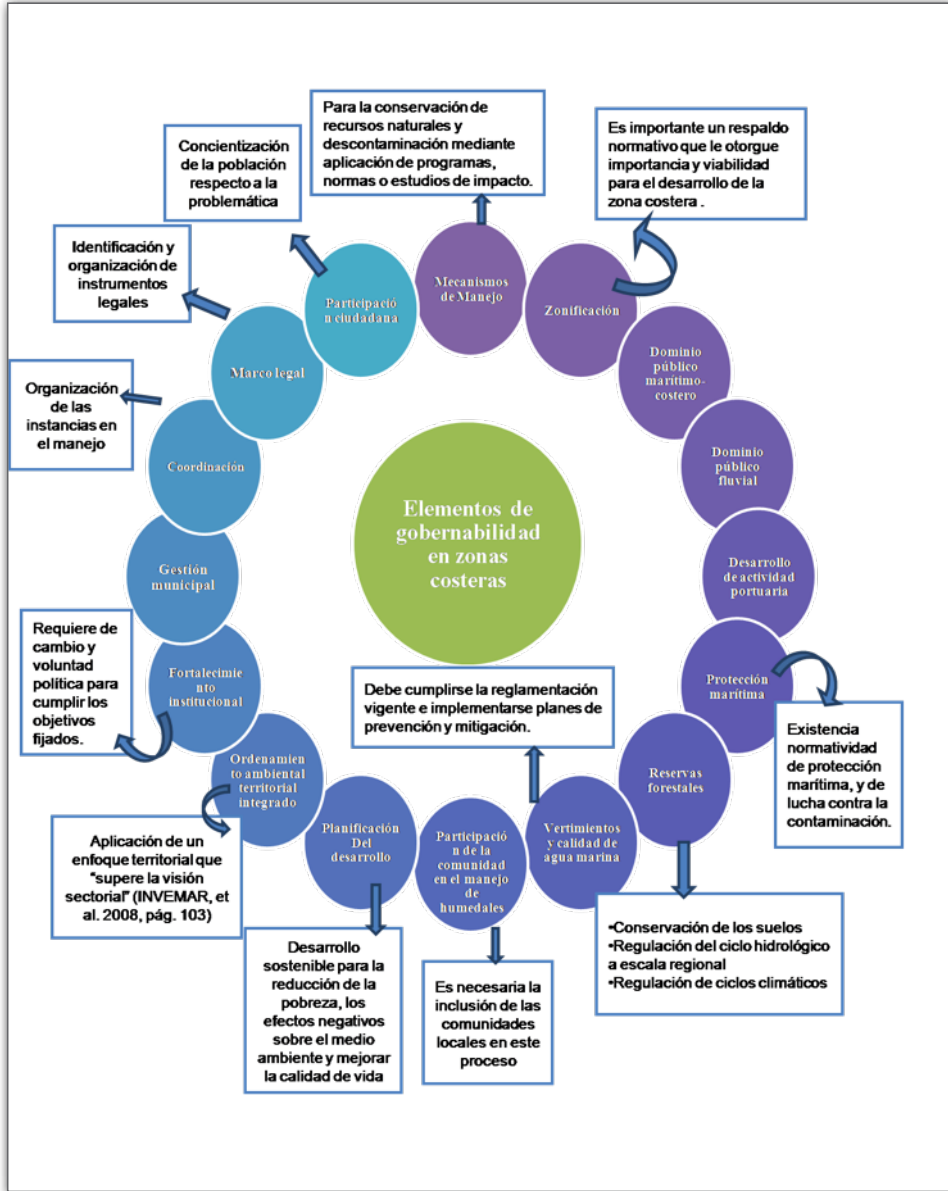 Para la conservación de
recursos naturales y
descontaminación mediante
aplicación de programas,
normas o estudios de impacto.
Es importante un respaldo
normativo que le otorgue
importancia y viabilidad
para el desarrollo de la
zona costera .
Concientización
de la población
respecto a la
problemática
Identificación y
organización de
instrumentos
legales
Organización
de las
instancias en
el manejo
Mecanismos
de Manejo
Zonificación
Dominio
público
marítimo-
costero
Dominio
público
fluvial
Desarrollo
de actividad
portuaria
Protección
marítima
Existencia
normatividad
de protección
marítima, y de
lucha contra la
contaminación.
Reservas
forestales
•Conservación de los suelos
•Regulación del ciclo hidrológico
a escala regional
•Regulación de ciclos climáticos
Vertimientos
y calidad de
agua marina
Debe cumplirse la reglamentación
vigente e implementarse planes de
prevención y mitigación.
Participació
n de la
comunidad
en el manejo
de
humedales
Es necesaria la
inclusión de las
comunidades
locales en este
proceso
Planificación
Del
desarrollo
Desarrollo
sostenible para la
reducción de la
pobreza, los
efectos negativos
sobre el medio
ambiente y mejorar
la calidad de vida
Ordenamie
nto ambiental
territorial
integrado
Aplicación de un
enfoque territorial que
“supere la visión
sectorial” (INVEMAR, et
al. 2008, pág. 103)
Fortalecimie
nto
institucional
Requiere de
cambio y
voluntad
política para
cumplir los
objetivos
fijados.
Gestión
municipal
Coordinación
Marco legal
Participació
n ciudadana
Elementos de
gobernabilidad
en zonas
costeras